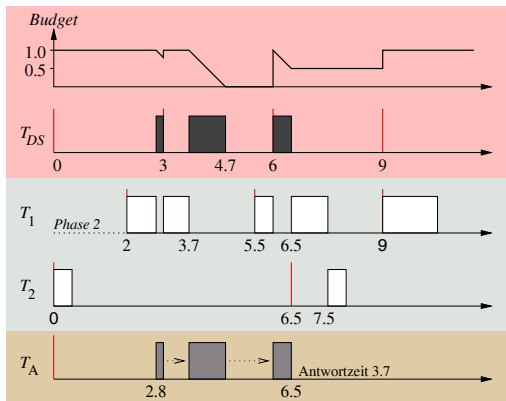 Budget
1.0
0.5
T_DS
0 3 4.7 6 9
T_1
Phase 2
2 3.7 5.5 6.5 9
T_2
0 6.5 7.5
T_A
Antwortzeit 3.7
2.8 6.5